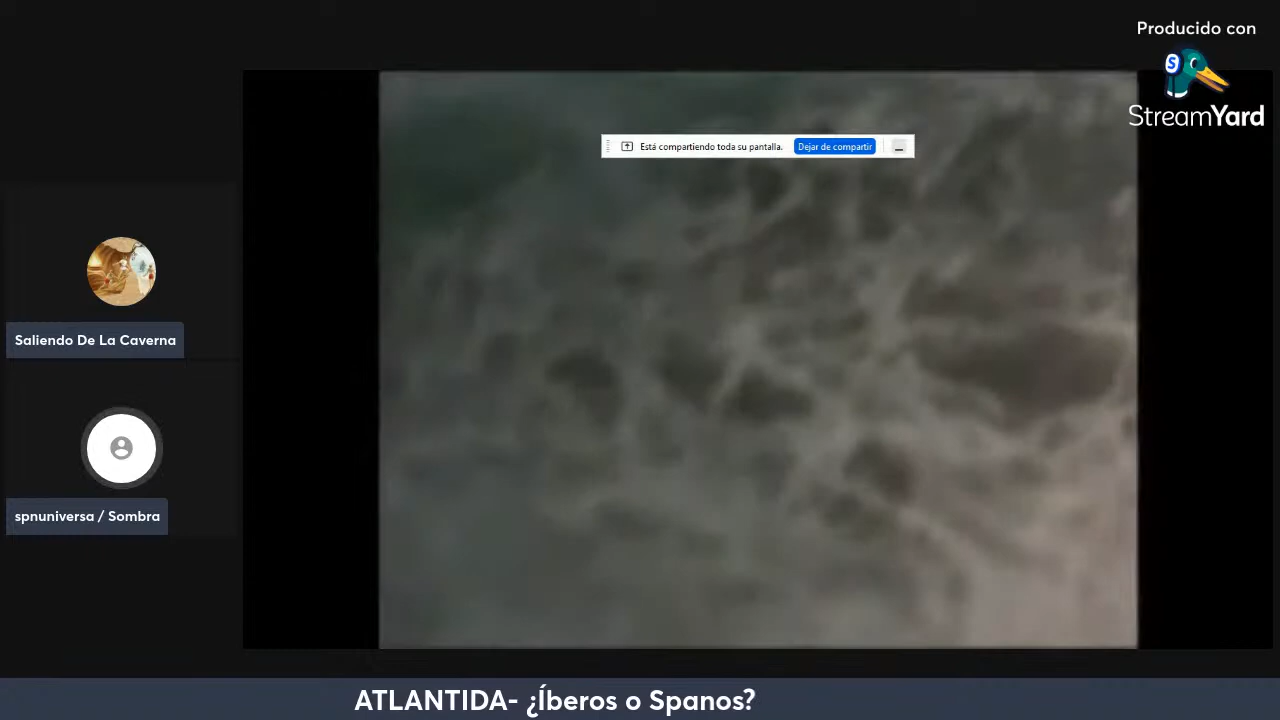 Producido con
StreamYard
Está compartiendo toda su pantalla. Dejar de compartir
Saliendo De La Caverna
spnuniversa / Sombra
ATLANTIDA- ¿Íberos o Spanos?